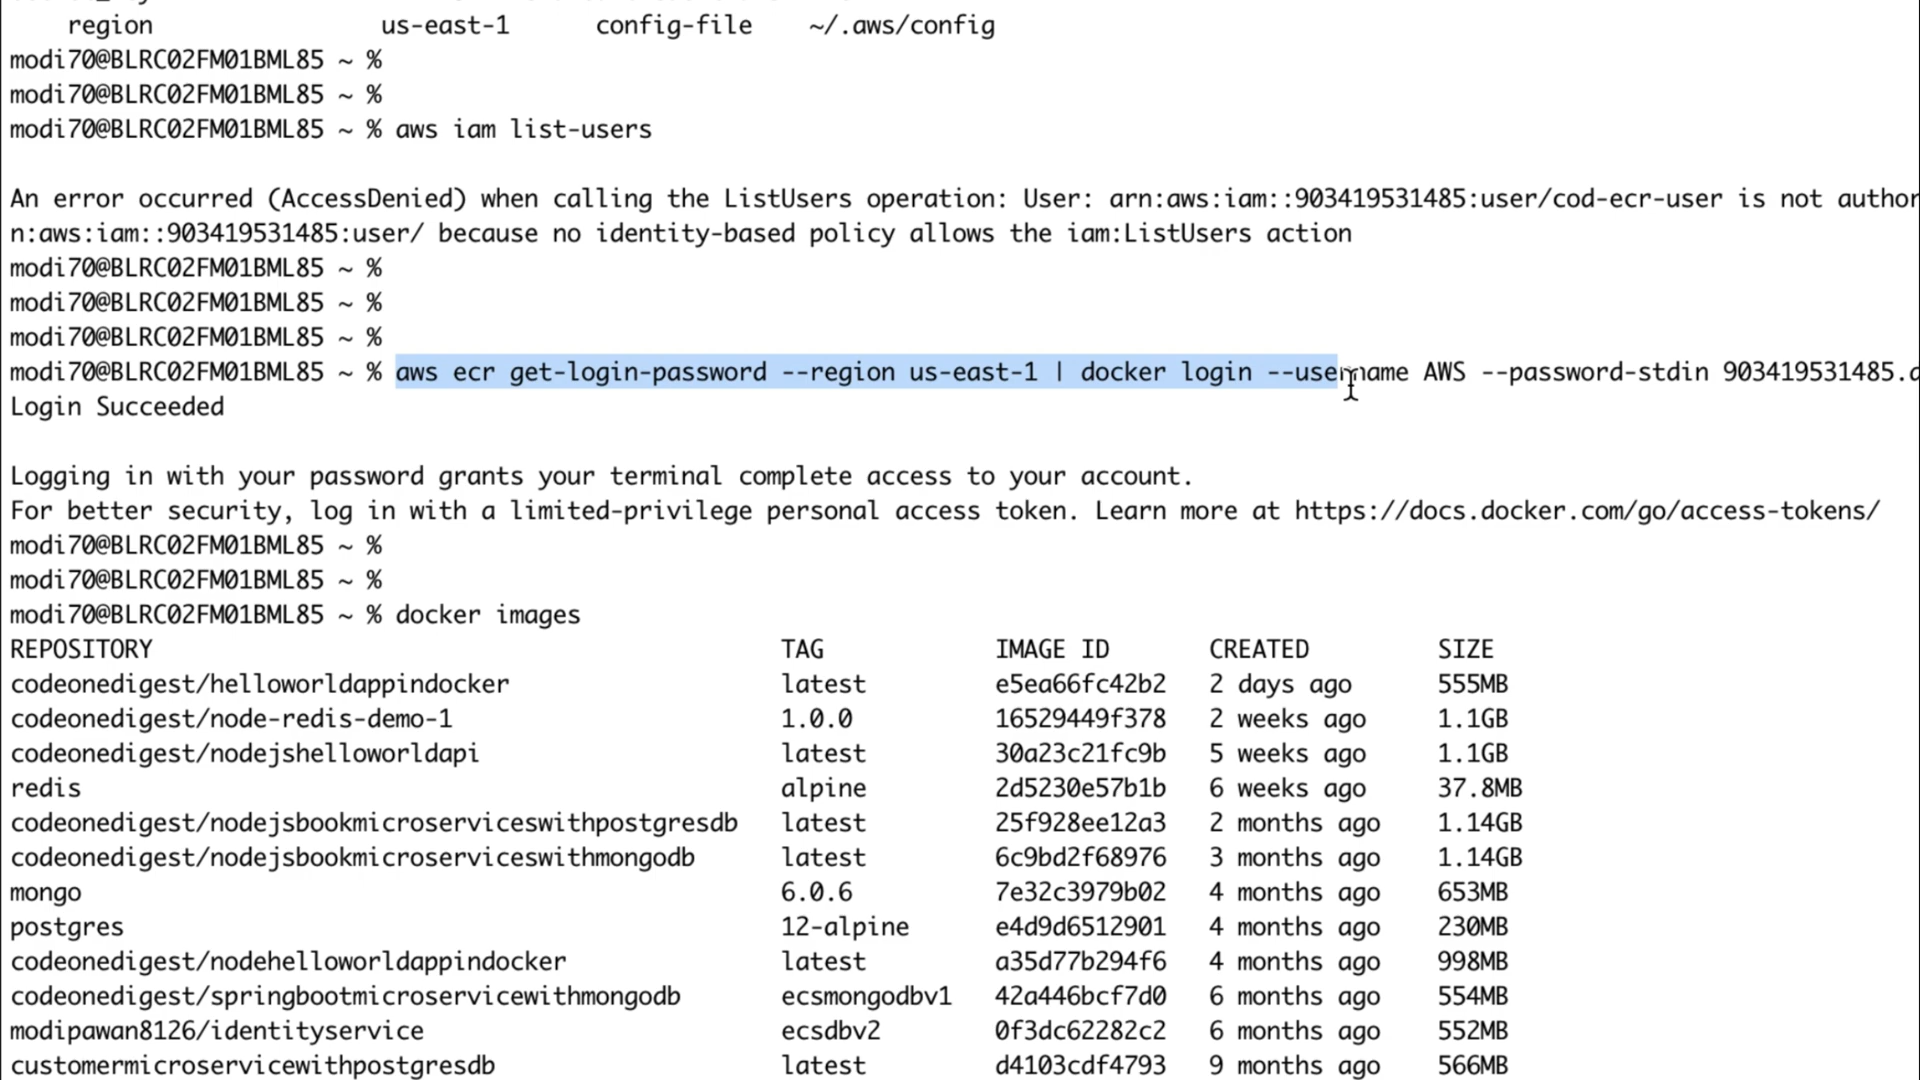 region us-east-1 config-file ~/.aws/config
modi70@BLRC02FM01BML85 ~ %
modi70@BLRC02FM01BML85 ~ %
modi70@BLRC02FM01BML85 ~ % aws iam list-users
An error occurred (AccessDenied) when calling the ListUsers operation: User: arn:aws:iam::903419531485:user/cod-ecr-user is not author
n:aws:iam::903419531485:user/ because no identity-based policy allows the iam:ListUsers action
modi70@BLRC02FM01BML85 ~ %
modi70@BLRC02FM01BML85 ~ %
modi70@BLRC02FM01BML85 ~ %
modi70@BLRC02FM01BML85 ~ % aws ecr get-login-password --region us-east-1 | docker login --username AWS --password-stdin 903419531485.d
Login Succeeded
Logging in with your password grants your terminal complete access to your account.
For better security, log in with a limited-privilege personal access token. Learn more at https://docs.docker.com/go/access-tokens/
modi70@BLRC02FM01BML85 ~ %
modi70@BLRC02FM01BML85 ~ %
modi70@BLRC02FM01BML85 ~ % docker images
REPOSITORY TAG IMAGE ID CREATED SIZE
codeonedigest/helloworldappindocker latest e5ea66fc42b2 2 days ago 555MB
codeonedigest/node-redis-demo-1 1.0.0 16529449f378 2 weeks ago 1.1GB
codeonedigest/nodejshelloworldapi latest 30a23c21fc9b 5 weeks ago 1.1GB
redis alpine 2d5230e57b1b 6 weeks ago 37.8MB
codeonedigest/nodejsbookmicroserviceswithpostgresdb latest 25f928ee12a3 2 months ago 1.14GB
codeonedigest/nodejsbookmicroserviceswithmongodb latest 6c9bd2f68976 3 months ago 1.14GB
mongo 6.0.6 7e32c3979b02 4 months ago 653MB
postgres 12-alpine e4d9d6512901 4 months ago 230MB
codeonedigest/nodehelloworldappindocker latest a35d77b294f6 4 months ago 998MB
codeonedigest/springbootmicroservicewithmongodb ecsmongodbv1 42a446bcf7d0 6 months ago 554MB
modipawan8126/identityservice ecsdbv2 0f3dc62282c2 6 months ago 552MB
customermicroservicewithpostgresdb latest d4103cdf4793 9 months ago 566MB